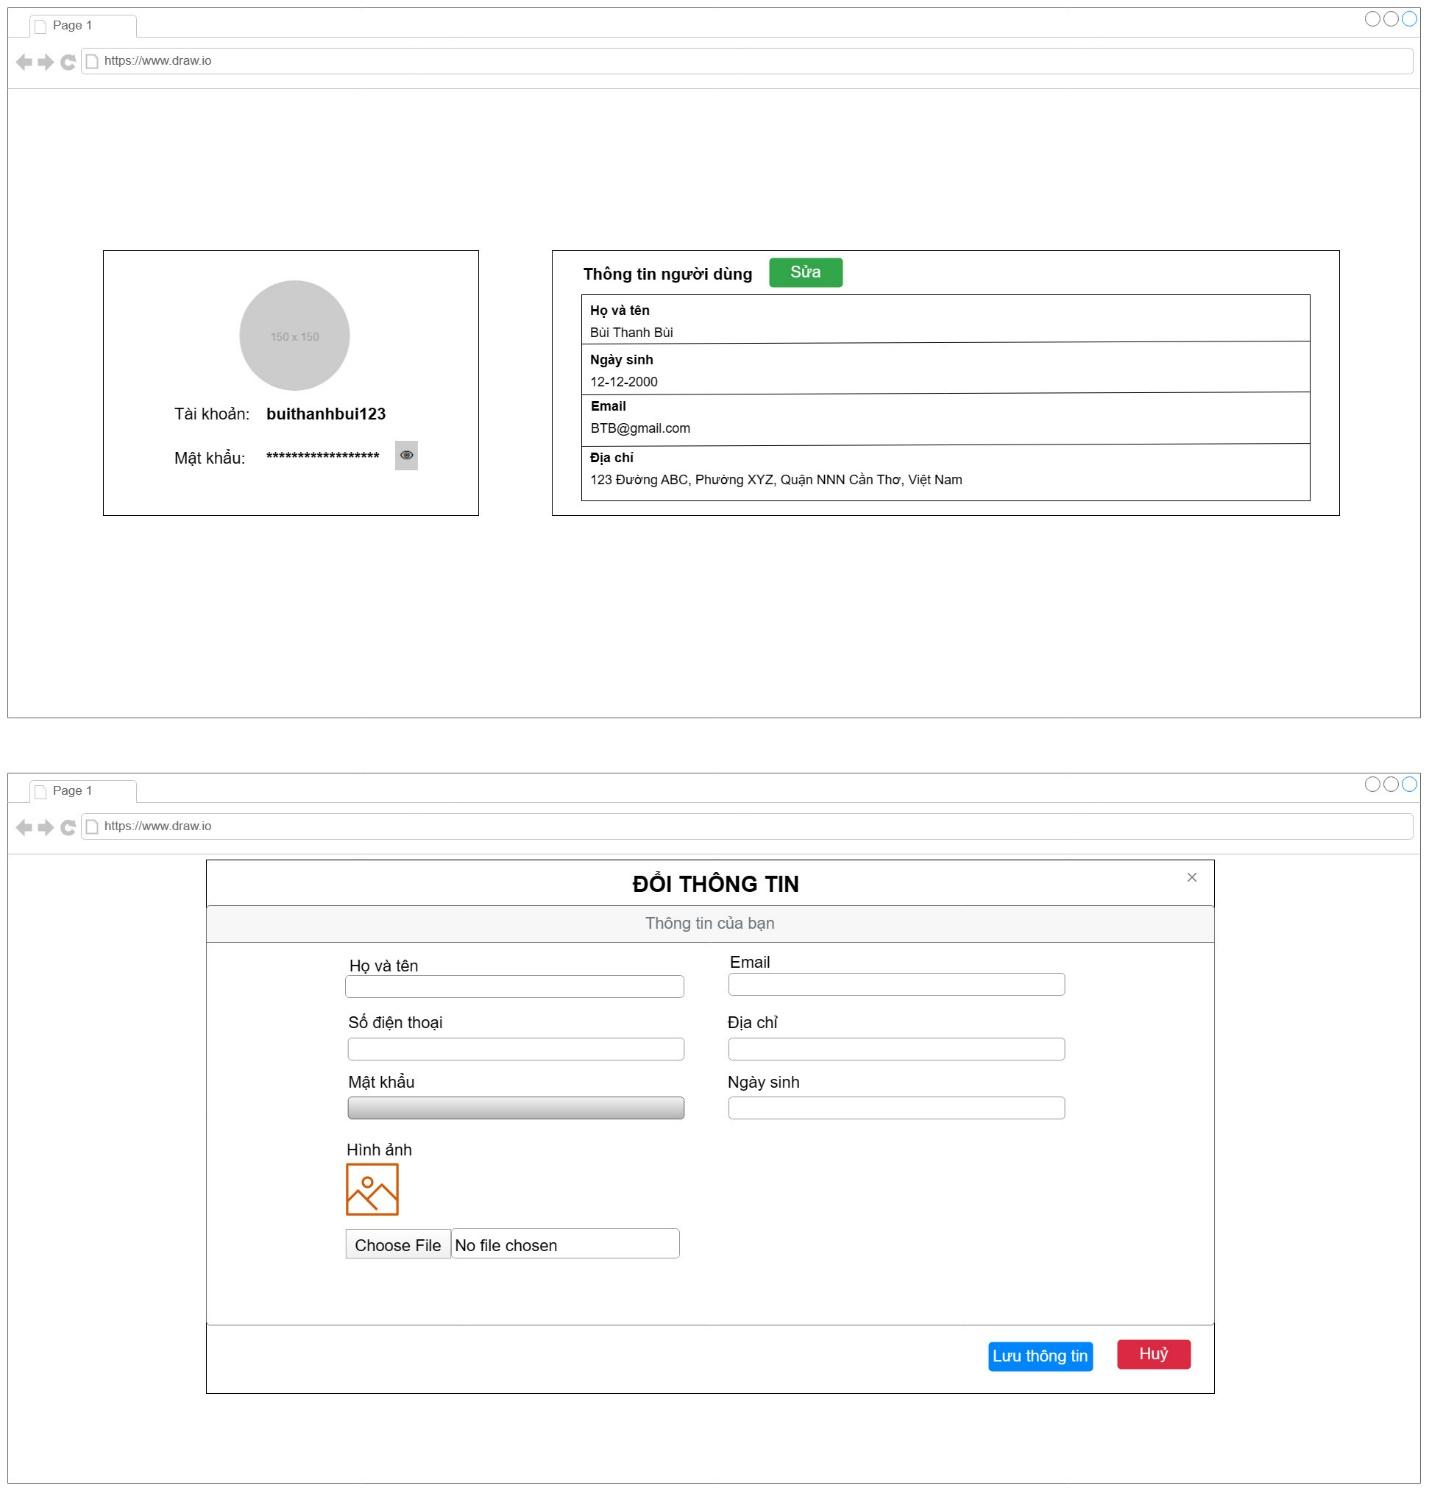 Page 1
https://www.draw.io
150 x 150
Tài khoản: buithanhbui123
Mật khẩu: ******************
Thông tin người dùng Sửa
Họ và tên
Bùi Thanh Bùi
Ngày sinh
12-12-2000
Email
BTB@gmail.com
Địa chỉ
123 Đường ABC, Phường XYZ, Quận NNN Cần Thơ, Việt Nam
Page 1
https://www.draw.io
ĐỔI THÔNG TIN
Thông tin của bạn
Họ và tên Email
Số điện thoại Địa chỉ
Mật khẩu Ngày sinh
Hình ảnh
Choose File No file chosen
Lưu thông tin Huỷ